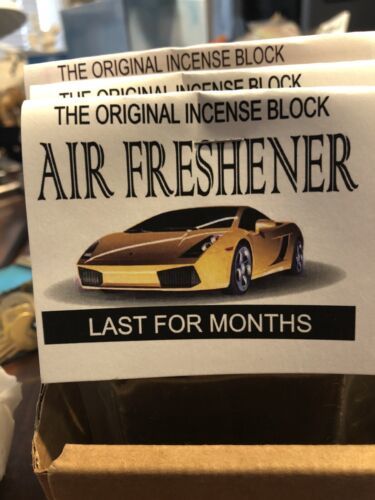 THE ORIGINAL INCENSE BLOCK
THE ORIGINAL INCENSE BLOCK
THE ORIGINAL INCENSE BLOCK
AIR FRESHENER
LAST FOR MONTHS